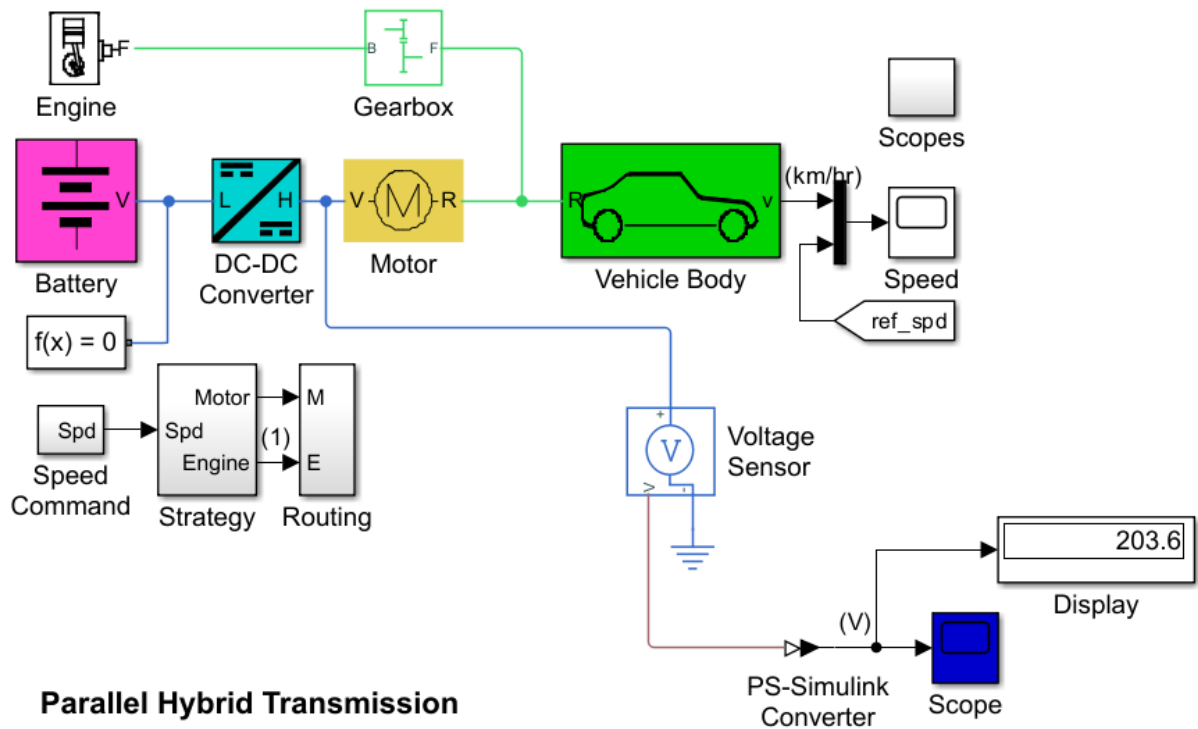 F
B
F
Engine
Gearbox
Scopes
(km/hr)
V
L
H
V
M
R
R
v
Battery
DC-DC
Converter
Motor
Vehicle Body
Speed
ref_spd
f(x) = 0
Motor
M
Spd
Spd
(1)
Engine
E
Speed
Command
Strategy
Routing
+
V
Voltage
Sensor
V
-
203.6
Display
(V)
PS-Simulink
Converter
Scope
Parallel Hybrid Transmission